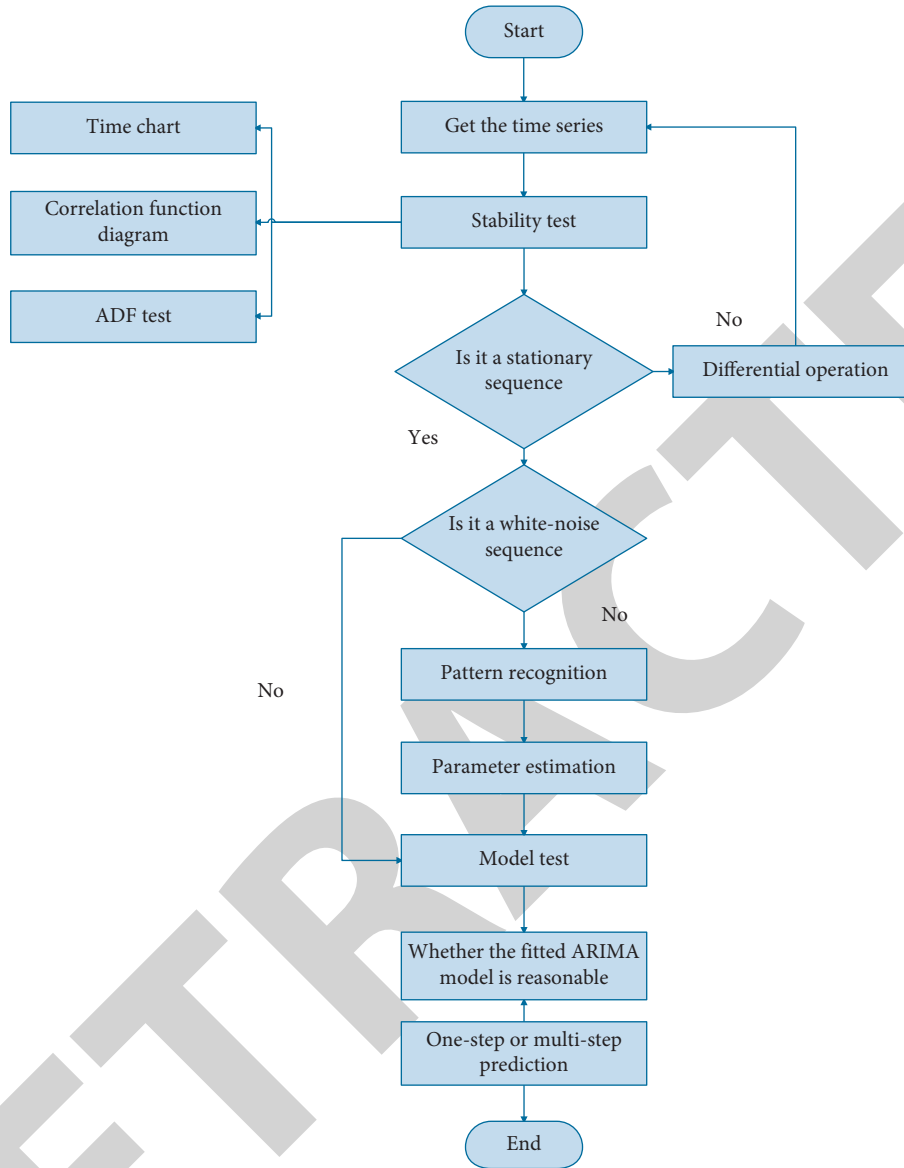 Start
Time chart
Get the time series
Correlation function
diagram
Stability test
ADF test
No
Is it a stationary
sequence
Differential operation
Yes
Is it a white-noise
sequence
No
Pattern recognition
No
Parameter estimation
Model test
Whether the fitted ARIMA
model is reasonable
One-step or multi-step
prediction
End
ETRACTE